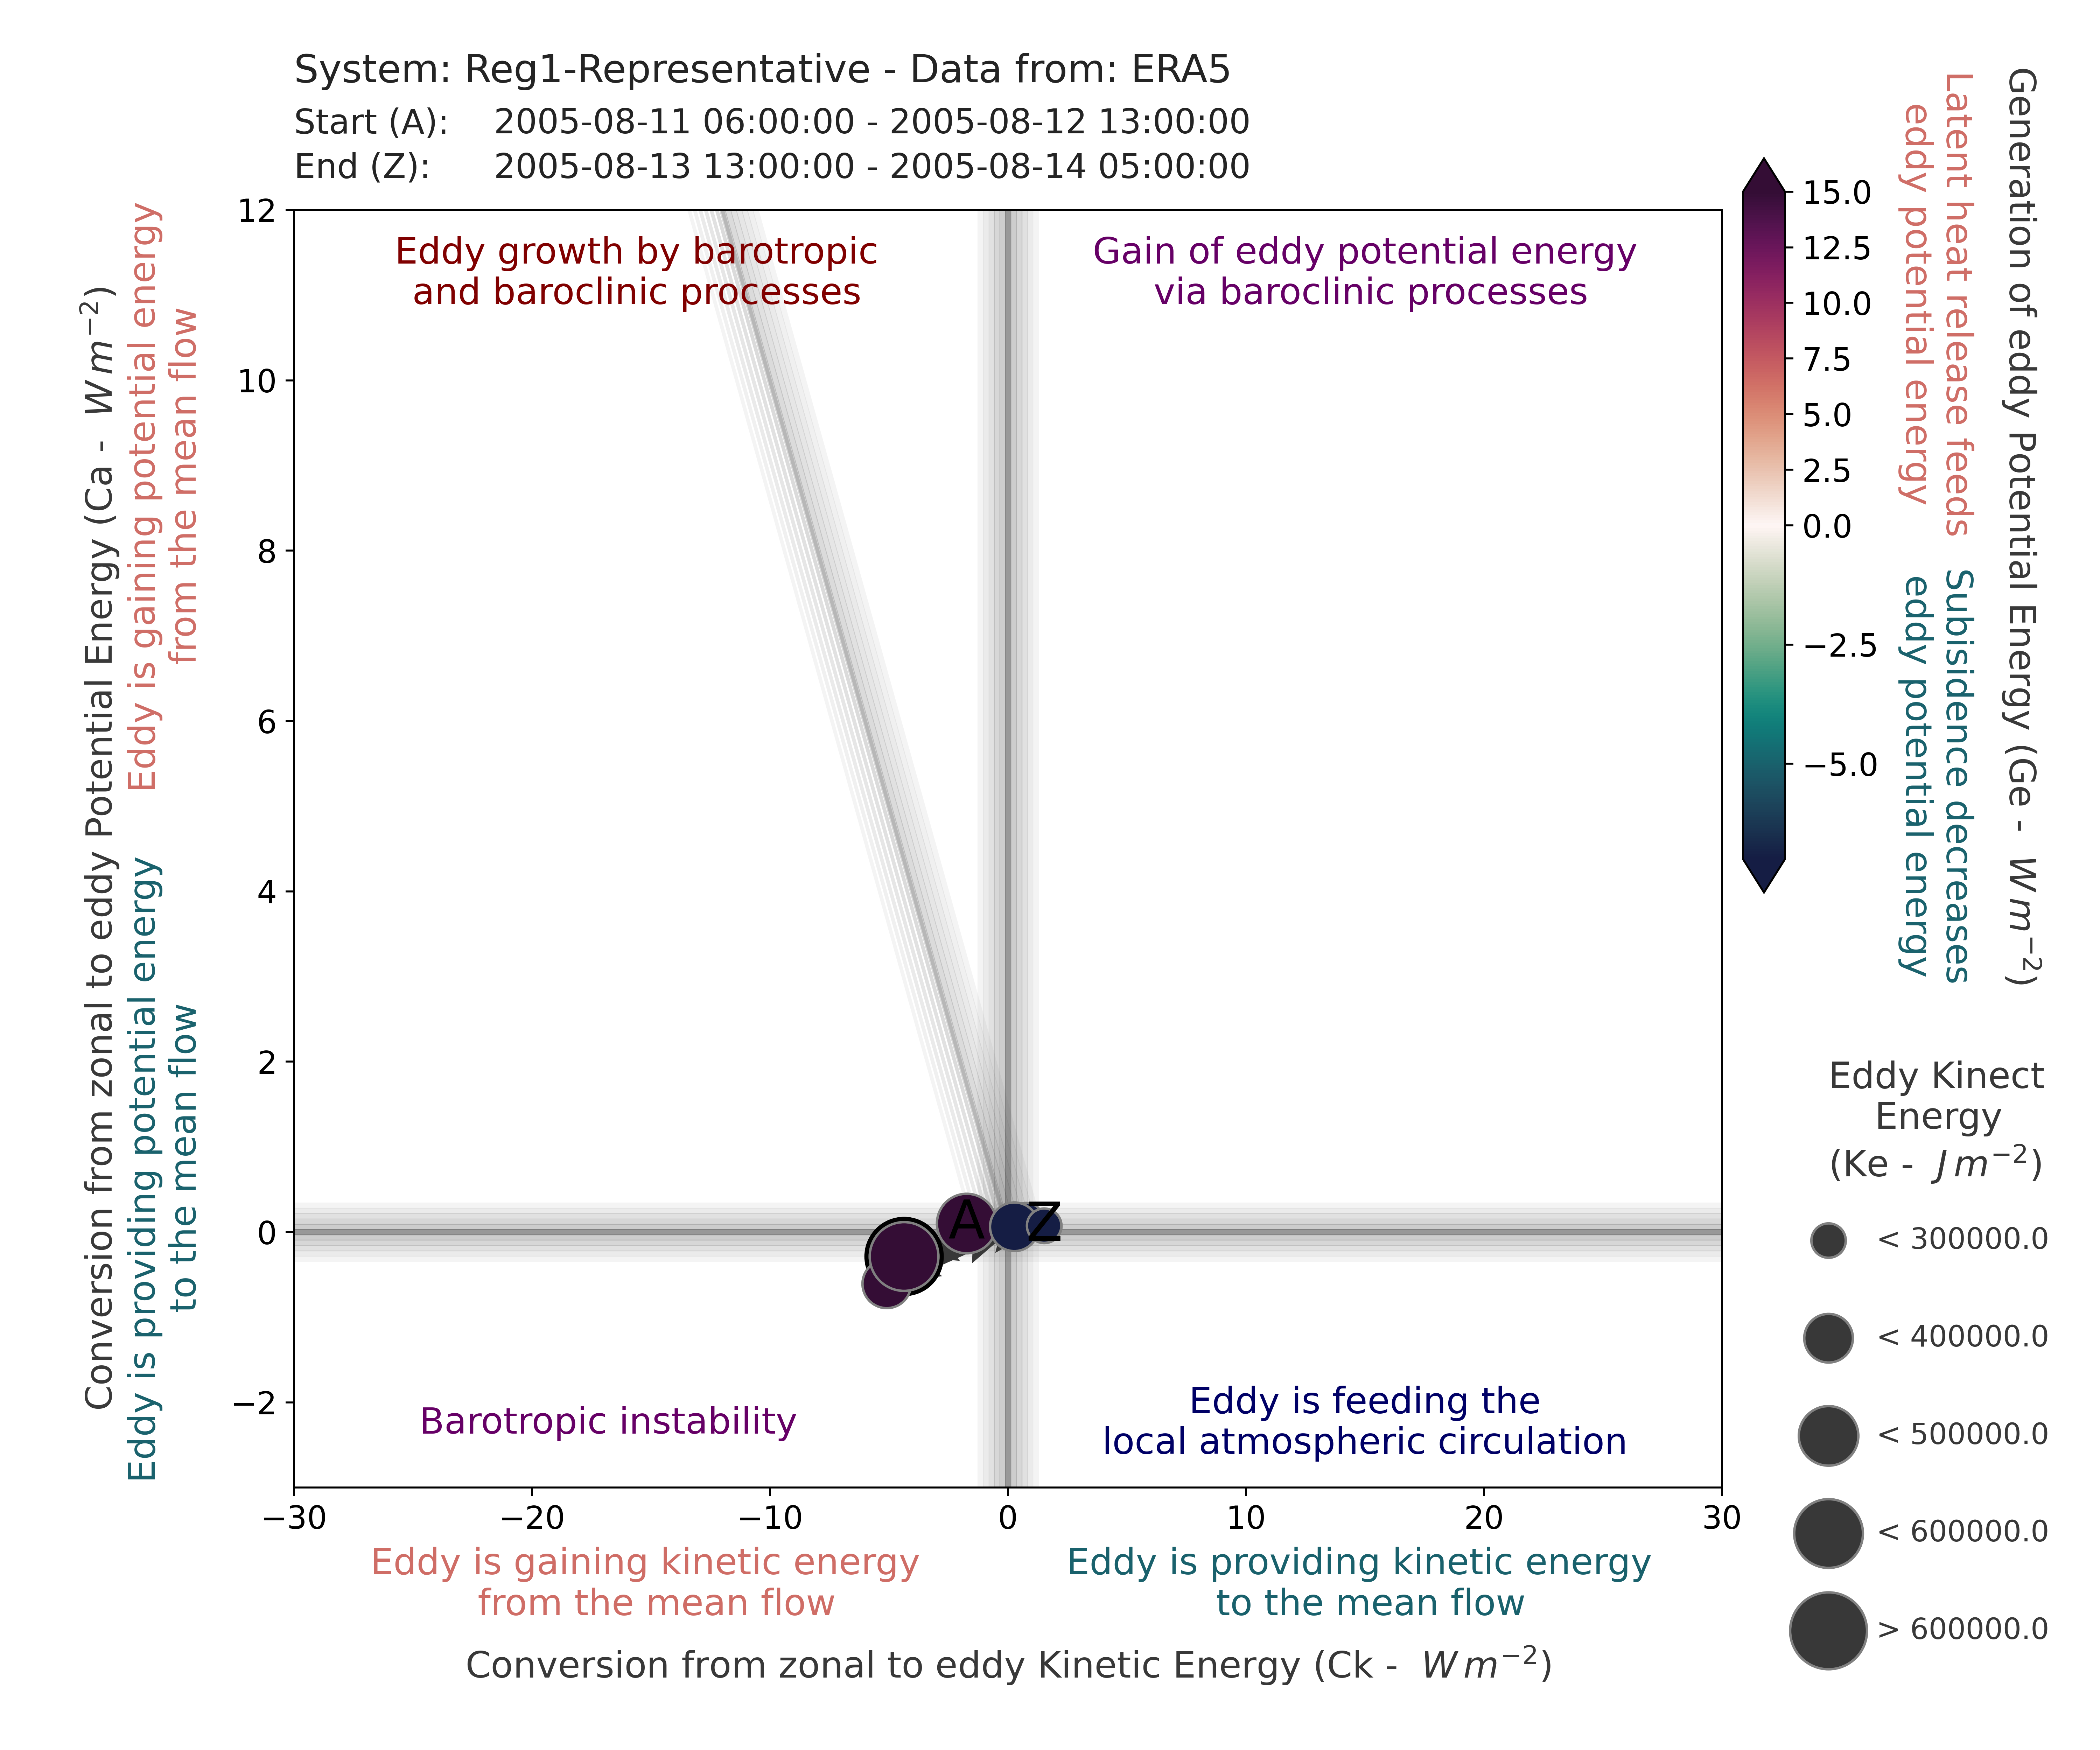 System: Reg1-Representative - Data from: ERA5
Start (A): 2005-08-11 06:00:00 - 2005-08-12 13:00:00
End (Z): 2005-08-13 13:00:00 - 2005-08-14 05:00:00
Conversion from zonal to eddy Potential Energy (Ca - W m⁻²)
Eddy is gaining potential energy
from the mean flow
Eddy is providing potential energy
to the mean flow
12
10
8
6
4
2
0
−2
Eddy growth by barotropic
and baroclinic processes
Gain of eddy potential energy
via baroclinic processes
A
Z
Barotropic instability
Eddy is feeding the
local atmospheric circulation
−30
−20
−10
0
10
20
30
Eddy is gaining kinetic energy
from the mean flow
Eddy is providing kinetic energy
to the mean flow
Conversion from zonal to eddy Kinetic Energy (Ck - W m⁻²)
15.0
12.5
10.0
7.5
5.0
2.5
0.0
−2.5
−5.0
Latent heat release feeds
eddy potential energy
Subisidence decreases
eddy potential energy
Generation of eddy Potential Energy (Ge - W m⁻²)
Eddy Kinect
Energy
(Ke - J m⁻²)
< 300000.0
< 400000.0
< 500000.0
< 600000.0
> 600000.0